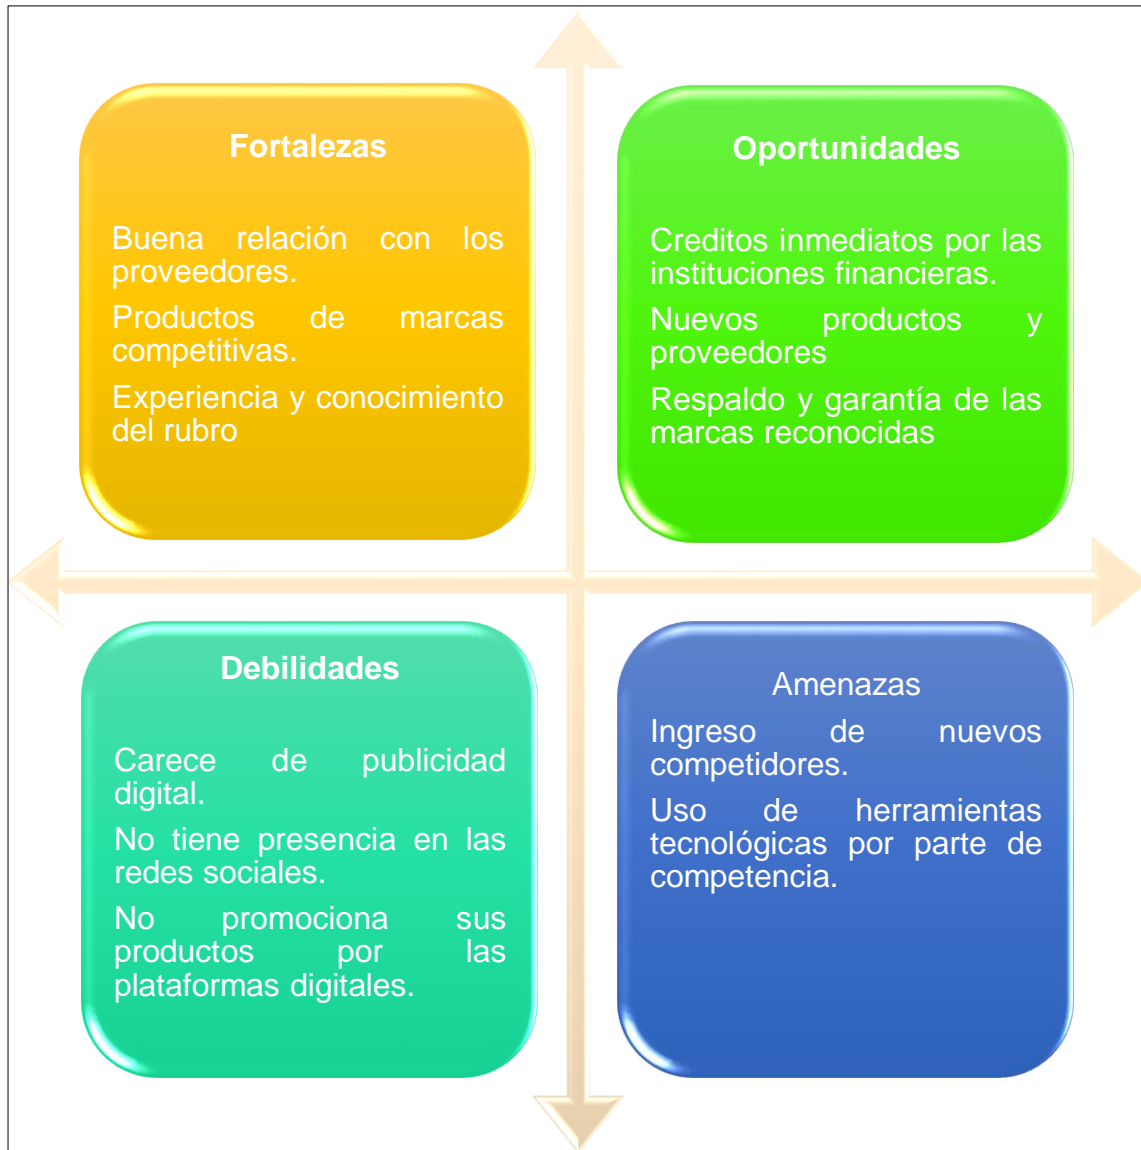 Fortalezas
Buena relación con los
proveedores.
Productos de marcas
competitivas.
Experiencia y conocimiento
del rubro
Oportunidades
Creditos inmediatos por las
instituciones financieras.
Nuevos productos y
proveedores
Respaldo y garantía de las
marcas reconocidas
Debilidades
Carece de publicidad
digital.
No tiene presencia en las
redes sociales.
No promociona sus
productos por las
plataformas digitales.
Amenazas
Ingreso de nuevos
competidores.
Uso de herramientas
tecnológicas por parte de
competencia.